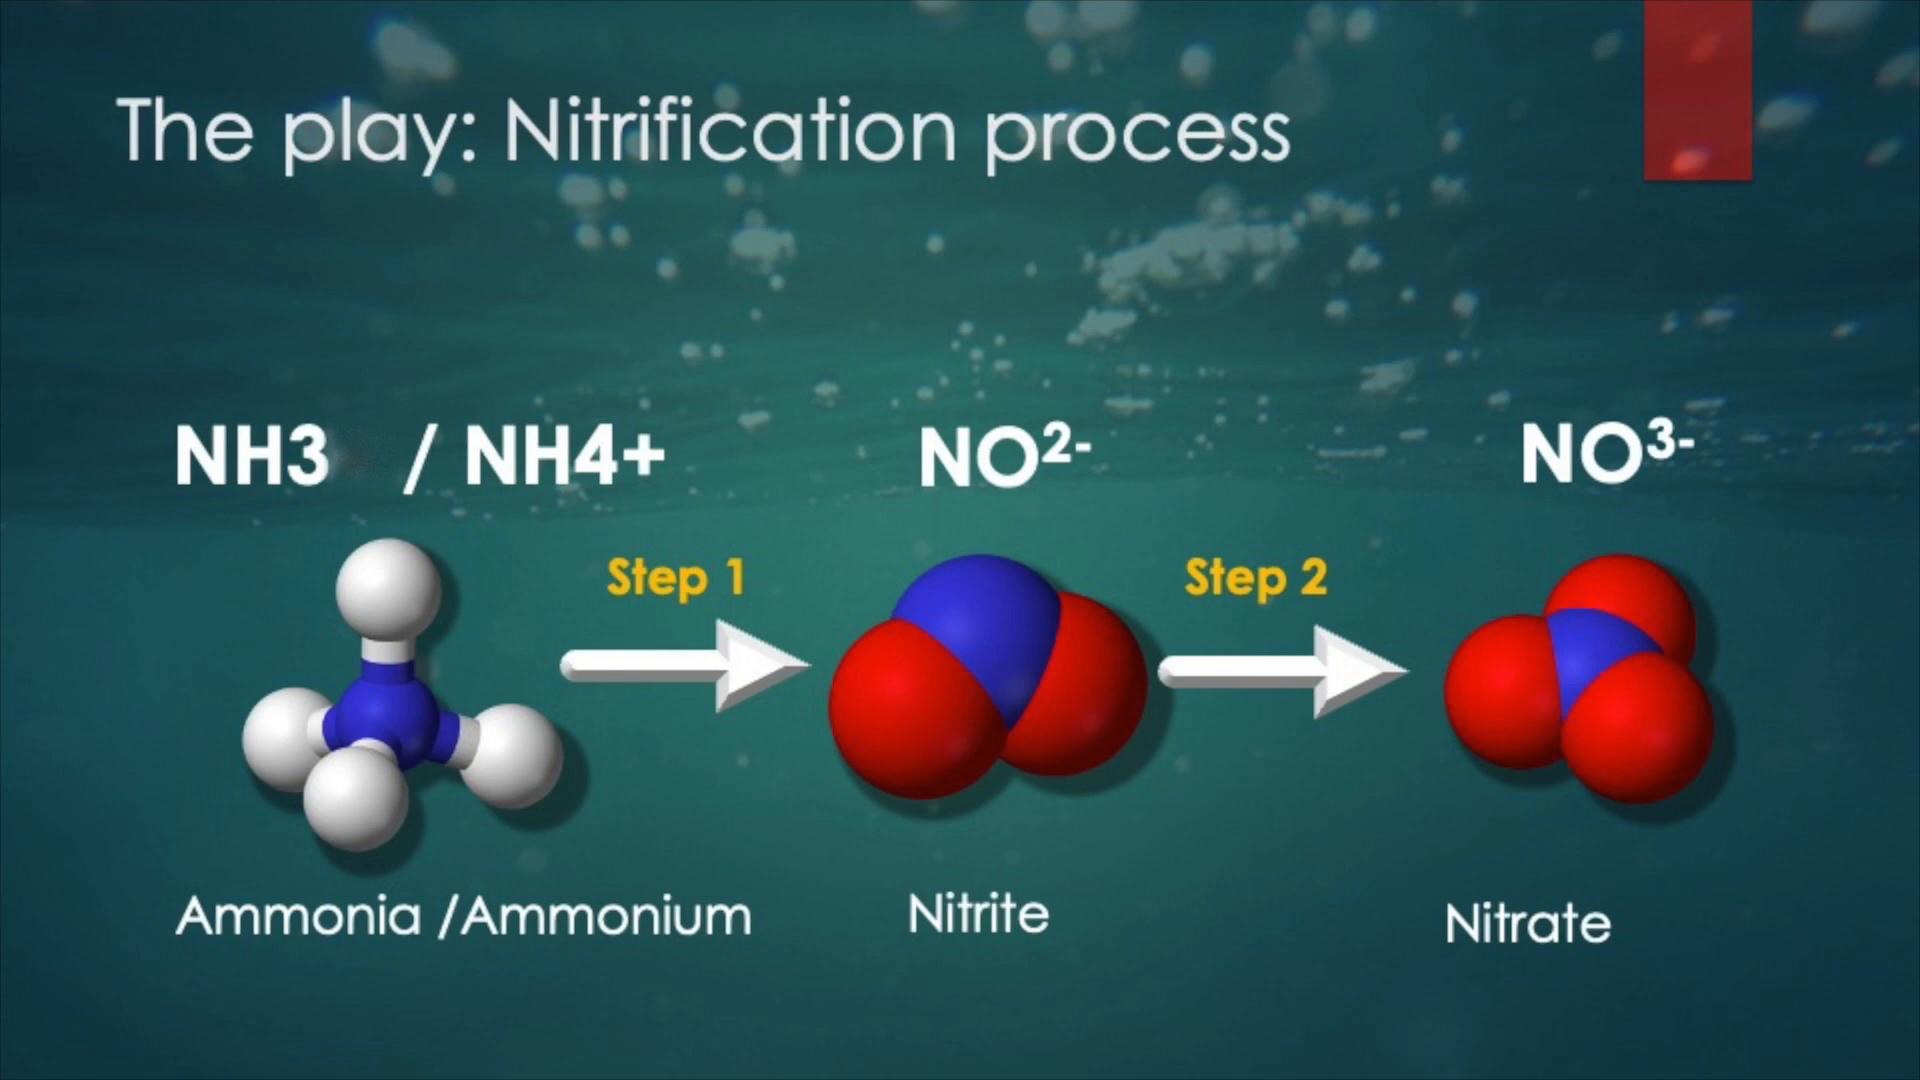 The play: Nitrification process
NH3 / NH4+
NO²⁻
NO³⁻
Step 1
Step 2
Ammonia /Ammonium
Nitrite
Nitrate